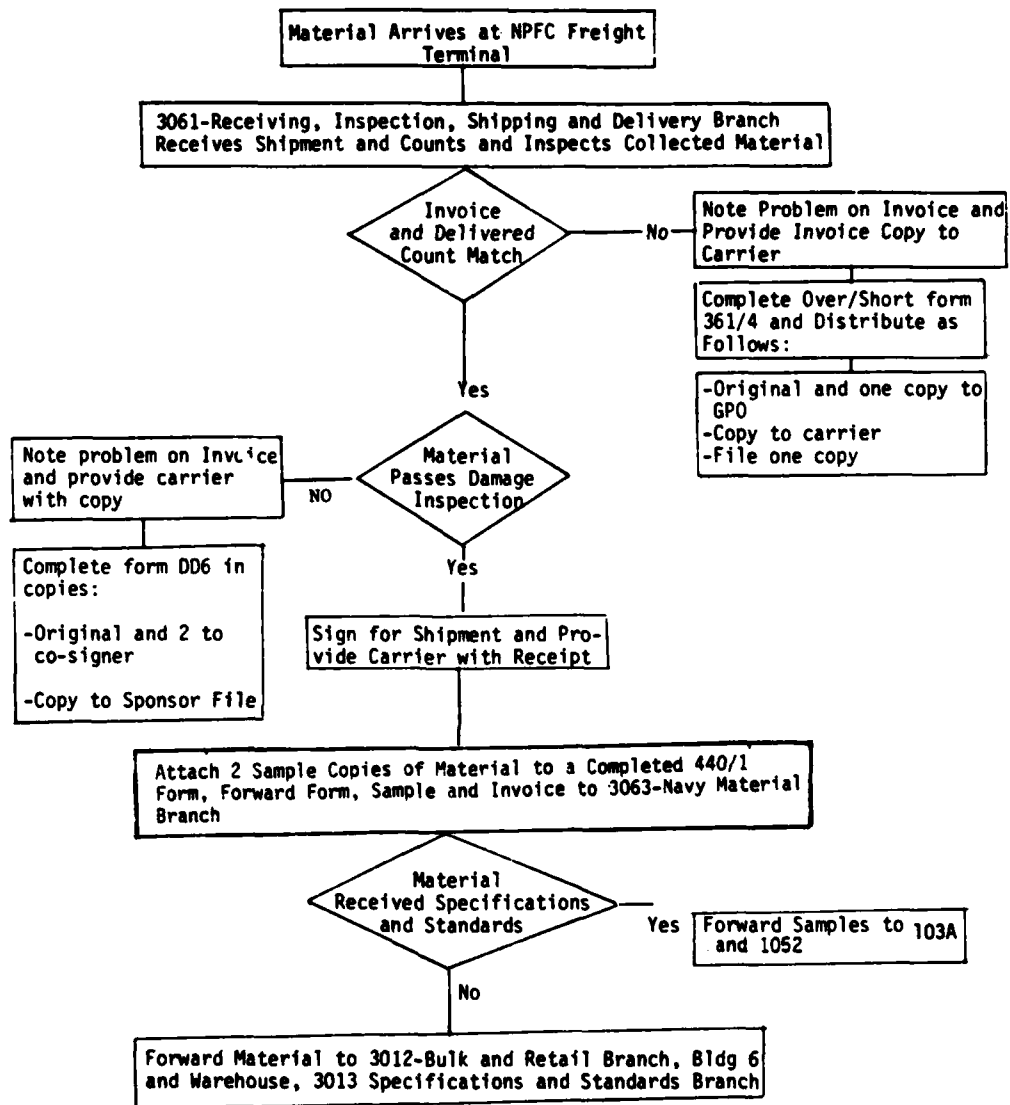 Material Arrives at NPFC Freight
Terminal
3061-Receiving, Inspection, Shipping and Delivery Branch
Receives Shipment and Counts and Inspects Collected Material
Invoice
and Delivered
Count Match
No
Note Problem on Invoice and
Provide Invoice Copy to
Carrier
Complete Over/Short form
361/4 and Distribute as
Follows:
-Original and one copy to
GPO
-Copy to carrier
-File one copy
Yes
Material
Passes Damage
Inspection
NO
Note problem on Invoice
and provide carrier
with copy
Complete form DD6 in
copies:
-Original and 2 to
co-signer
-Copy to Sponsor File
Yes
Sign for Shipment and Pro-
vide Carrier with Receipt
Attach 2 Sample Copies of Material to a Completed 440/1
Form, Forward Form, Sample and Invoice to 3063-Navy Material
Branch
Material
Received Specifications
and Standards
Yes
Forward Samples to 103A
and 1052
No
Forward Material to 3012-Bulk and Retail Branch, Bldg 6
and Warehouse, 3013 Specifications and Standards Branch